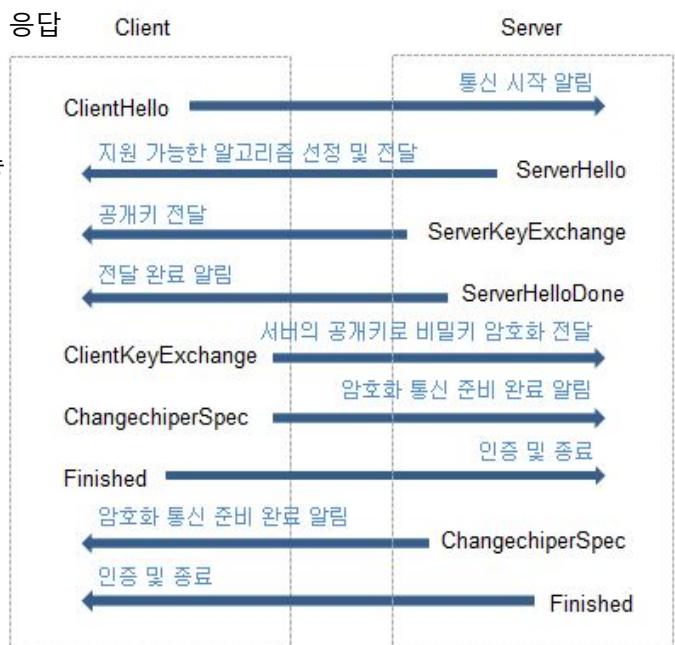 응답
Client Server
통신 시작 알림
ClientHello
지원 가능한 알고리즘 선정 및 전달
ServerHello
공개키 전달
ServerKeyExchange
전달 완료 알림
ServerHelloDone
서버의 공개키로 비밀키 암호화 전달
ClientKeyExchange
암호화 통신 준비 완료 알림
ChangechiperSpec
인증 및 종료
Finished
암호화 통신 준비 완료 알림
ChangechiperSpec
인증 및 종료
Finished